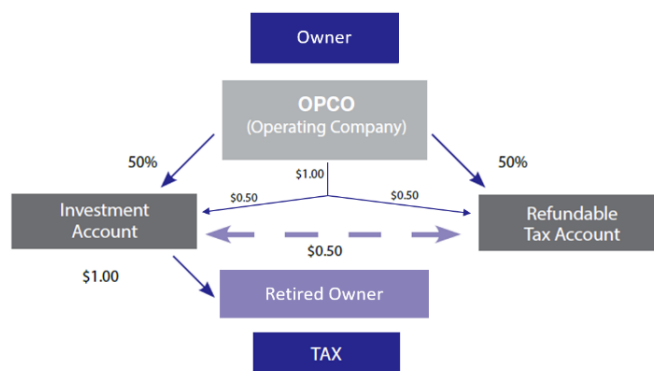 Owner
OPCO
(Operating Company)
50%
50%
$1.00
$0.50
$0.50
Investment
Account
Refundable
Tax Account
$0.50
$1.00
Retired Owner
TAX